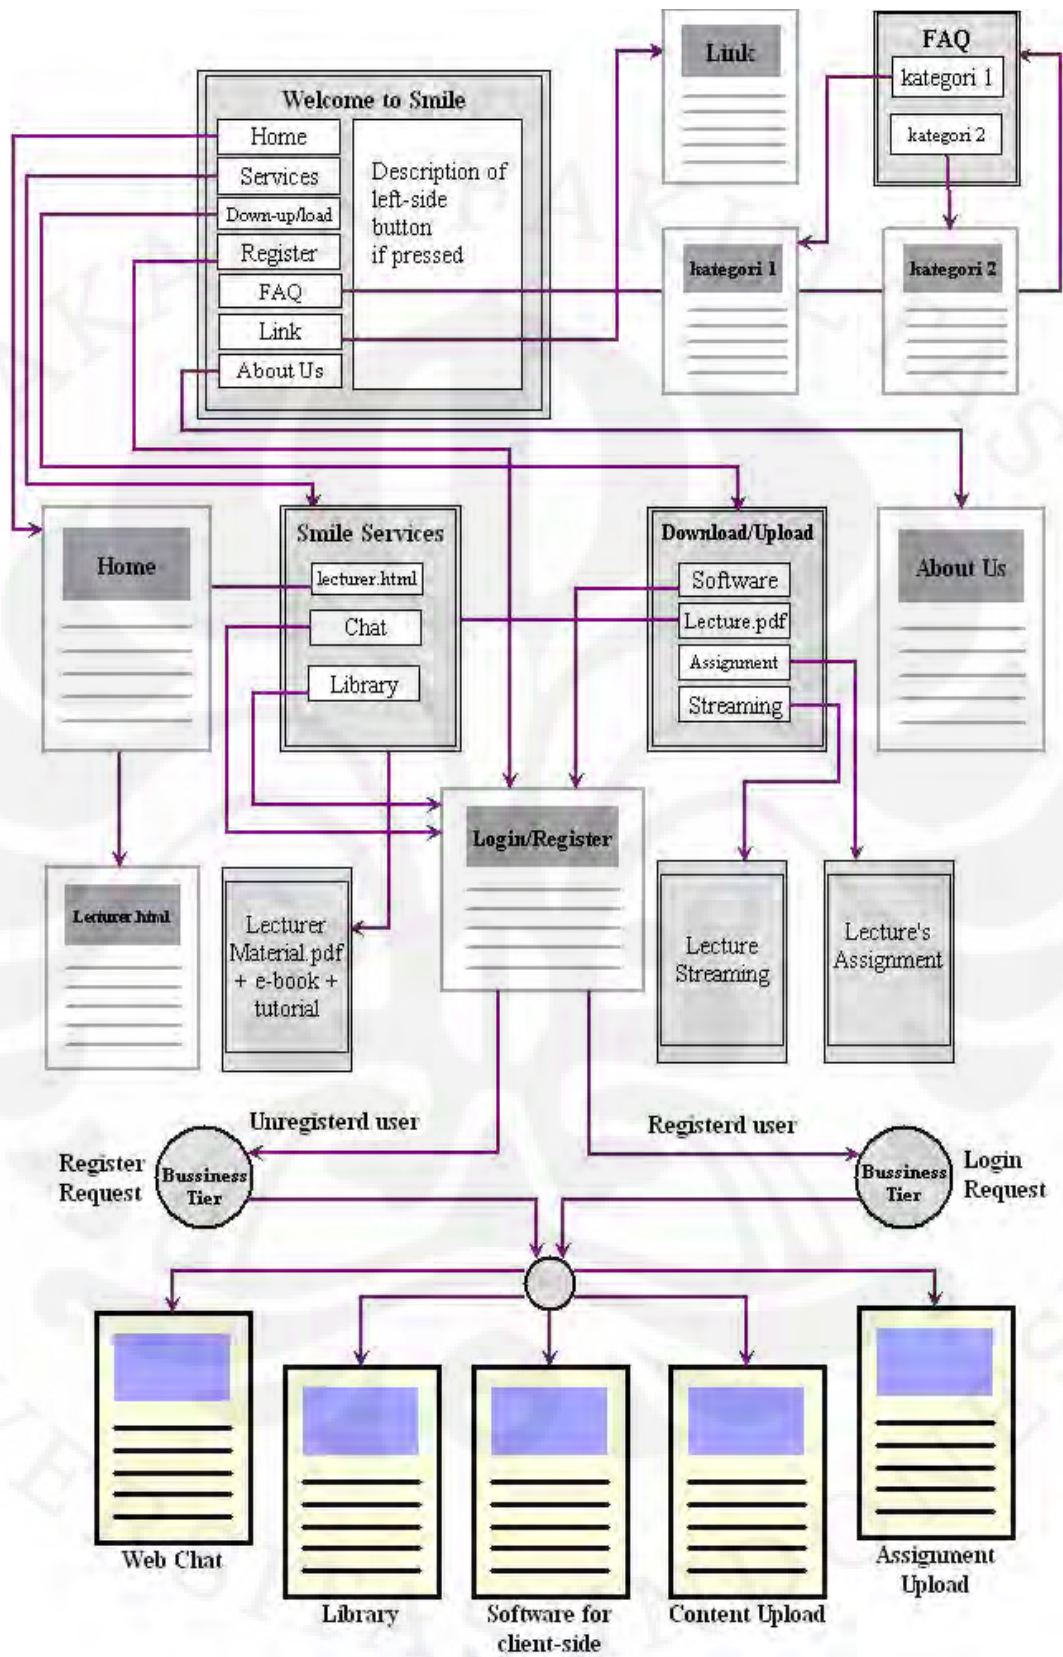 Link
FAQ
kategori 1
kategori 2
Welcome to Smile
Home
Services
Down-up/load
Register
FAQ
Link
About Us
Description of
left-side
button
if pressed
kategori 1
kategori 2
Home
Smile Services
lecturer.html
Chat
Library
Download/Upload
Software
Lecture.pdf
Assignment
Streaming
About Us
Login/Register
Lecturer.html
Lecturer
Material.pdf
+ e-book +
tutorial
Lecture
Streaming
Lecture's
Assignment
Unregisterd user
Registerd user
Register
Request
Bussiness
Tier
Bussiness
Tier
Login
Request
Web Chat
Library
Software for
client-side
Content Upload
Assignment
Upload